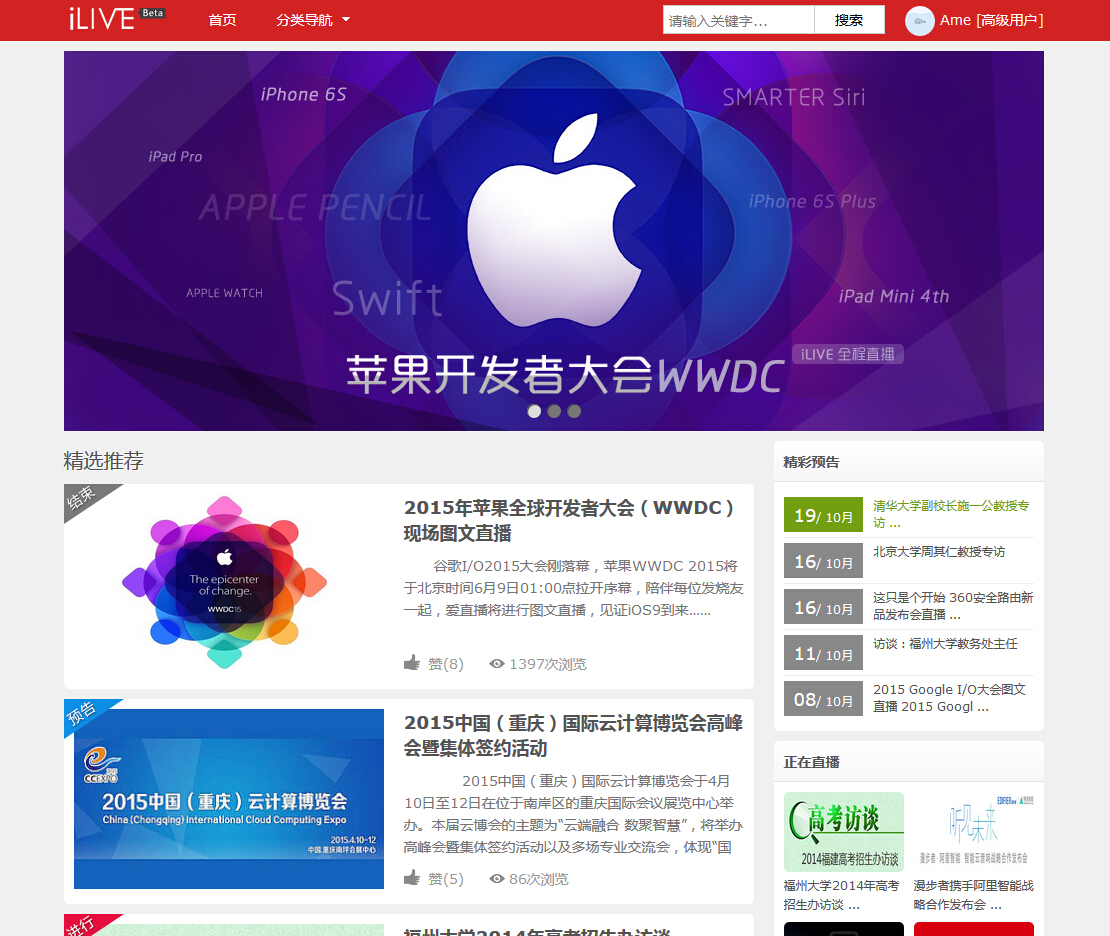 iLIVE Beta 首页 分类导航 请输入关键字... 搜索 Ame [高级用户]
iPhone 6S
SMARTER Siri
iPad Pro
APPLE PENCIL
iPhone 6S Plus
APPLE WATCH
Swift
iPad Mini 4th
iLIVE 全程直播
苹果开发者大会WWDC
精选推荐
结束
The epicenter
of change.
WWDC15
2015年苹果全球开发者大会（WWDC）
现场图文直播
谷歌I/O2015大会刚落幕，苹果WWDC 2015将
于北京时间6月9日01:00点拉开序幕，陪伴每位发烧友
一起，爱直播将进行图文直播，见证iOS9到来......
赞(8) 1397次浏览
预告
CCEXPO
2015中国（重庆）云计算博览会
China (Chongqing) International Cloud Computing Expo
2015.4.10-12
中国.重庆南坪会展中心
2015中国（重庆）国际云计算博览会高峰
会暨集体签约活动
2015中国（重庆）国际云计算博览会于4月
10日至12日在位于南岸区的重庆国际会议展览中心举
办。本届云博会的主题为“云端融合 数聚智慧”，将举办
高峰会暨集体签约活动以及多场专业交流会，体现“国
赞(5) 86次浏览
进行
福州大学2014年高考招生办访谈
精彩预告
19/ 10月 清华大学副校长施一公教授专
访 ...
16/ 10月 北京大学周其仁教授专访
16/ 10月 这只是个开始 360安全路由新
品发布会直播 ...
11/ 10月 访谈：福州大学教务处主任
08/ 10月 2015 Google I/O大会图文
直播 2015 Googl ...
正在直播
高考访谈
2014福建高考招生办访谈
福州大学2014年高考
招生办访谈 ...
EDIFIER
听见未来
漫步者·阿里智能 智能云音响战略合作发布会
漫步者携手阿里智能战
略合作发布会 ...